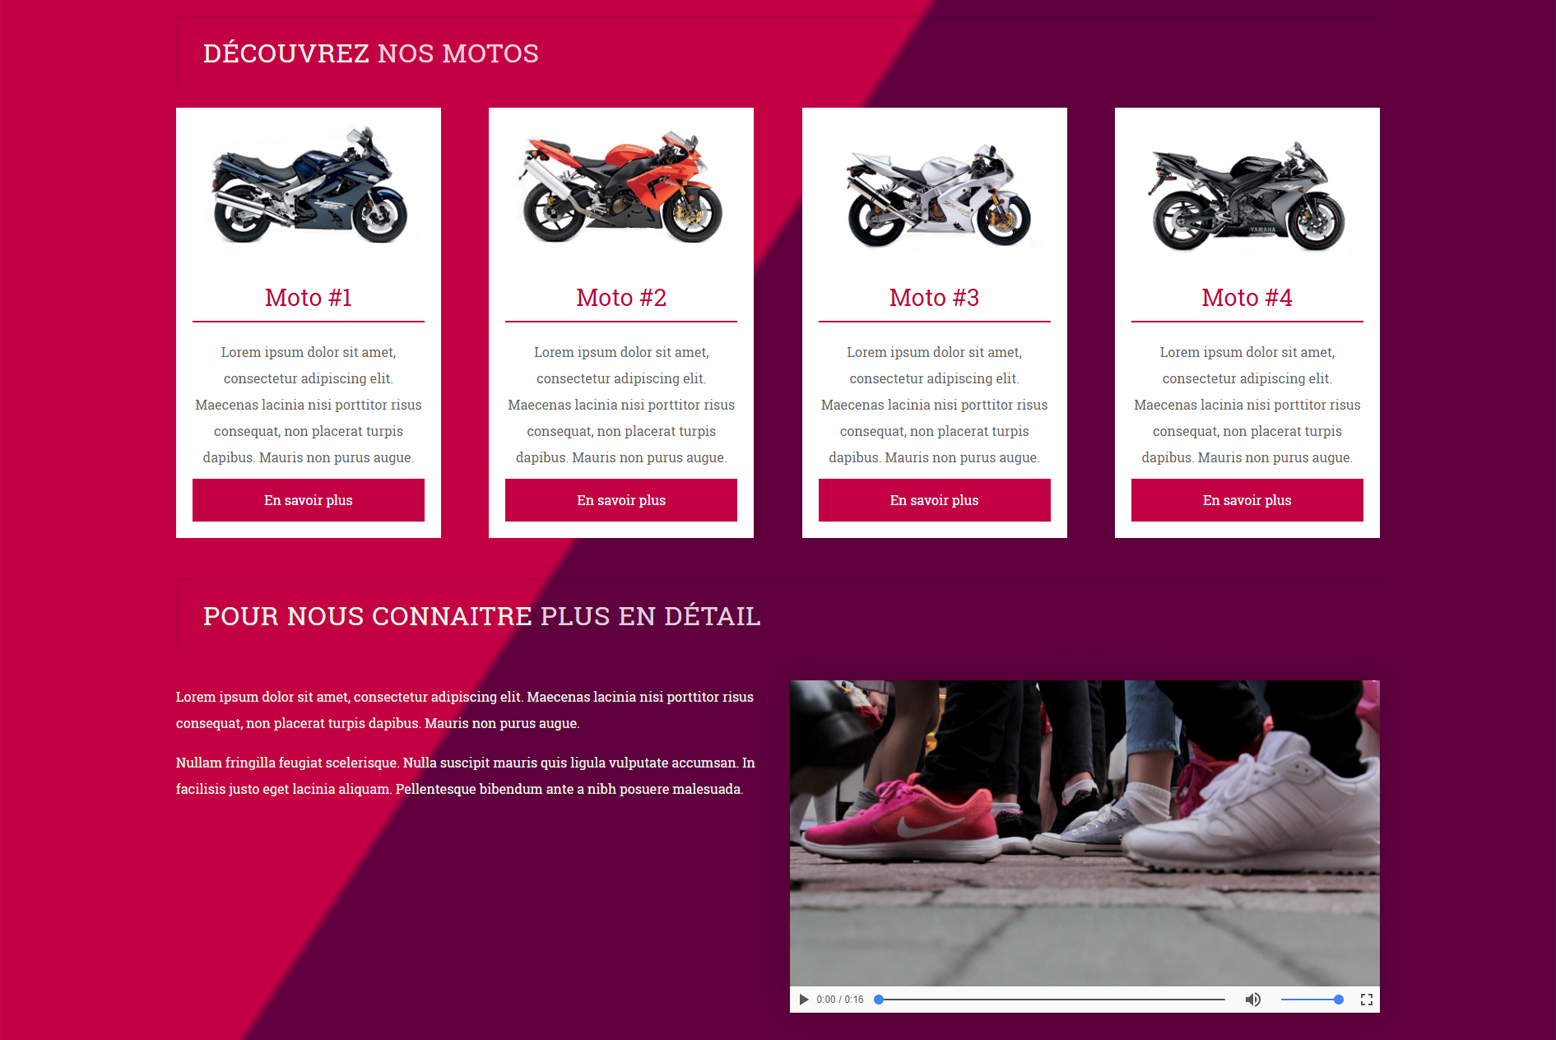 DÉCOUVREZ NOS MOTOS
Moto #1
Lorem ipsum dolor sit amet,
consectetur adipiscing elit.
Maecenas lacinia nisi porttitor risus
consequat, non placerat turpis
dapibus. Mauris non purus augue.
En savoir plus
Moto #2
Lorem ipsum dolor sit amet,
consectetur adipiscing elit.
Maecenas lacinia nisi porttitor risus
consequat, non placerat turpis
dapibus. Mauris non purus augue.
En savoir plus
Moto #3
Lorem ipsum dolor sit amet,
consectetur adipiscing elit.
Maecenas lacinia nisi porttitor risus
consequat, non placerat turpis
dapibus. Mauris non purus augue.
En savoir plus
YAMAHA
Moto #4
Lorem ipsum dolor sit amet,
consectetur adipiscing elit.
Maecenas lacinia nisi porttitor risus
consequat, non placerat turpis
dapibus. Mauris non purus augue.
En savoir plus
POUR NOUS CONNAITRE PLUS EN DÉTAIL
Lorem ipsum dolor sit amet, consectetur adipiscing elit. Maecenas lacinia nisi porttitor risus
consequat, non placerat turpis dapibus. Mauris non purus augue.
Nullam fringilla feugiat scelerisque. Nulla suscipit mauris quis ligula vulputate accumsan. In
facilisis justo eget lacinia aliquam. Pellentesque bibendum ante a nibh posuere malesuada.
0:00 / 0:16